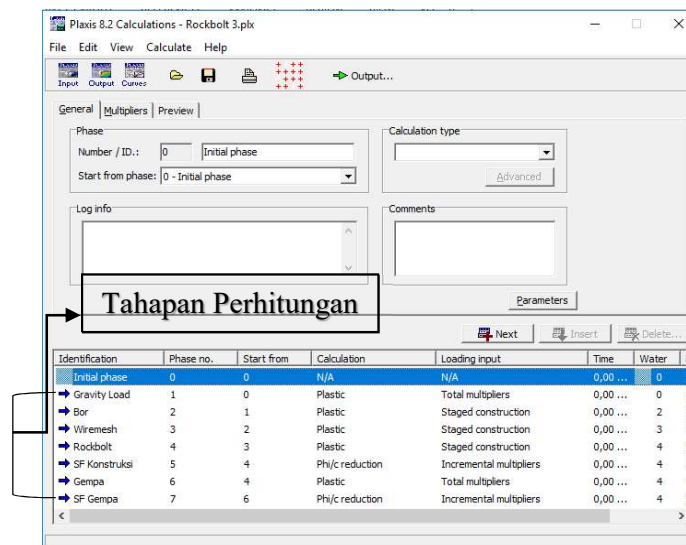 Plaxis 8.2 Calculations - Rockbolt 3.plx
File Edit View Calculate Help
Input Output Curves Output...
General Multipliers Preview
Phase
Number / ID.: 0 Initial phase
Start from phase: 0 - Initial phase
Calculation type
Advanced
Log info
Comments
Tahapan Perhitungan
Parameters
Next Insert Delete...
Identification Phase no. Start from Calculation Loading input Time Water
Initial phase 0 0 N/A N/A 0,00 ... 0
Gravity Load 1 0 Plastic Total multipliers 0,00 ... 0
Bor 2 1 Plastic Staged construction 0,00 ... 2
Wiremesh 3 2 Plastic Staged construction 0,00 ... 3
Rockbolt 4 3 Plastic Staged construction 0,00 ... 4
SF Konstruksi 5 4 Phi/c reduction Incremental multipliers 0,00 ... 4
Gempa 6 4 Plastic Total multipliers 0,00 ... 4
SF Gempa 7 6 Phi/c reduction Incremental multipliers 0,00 ... 4